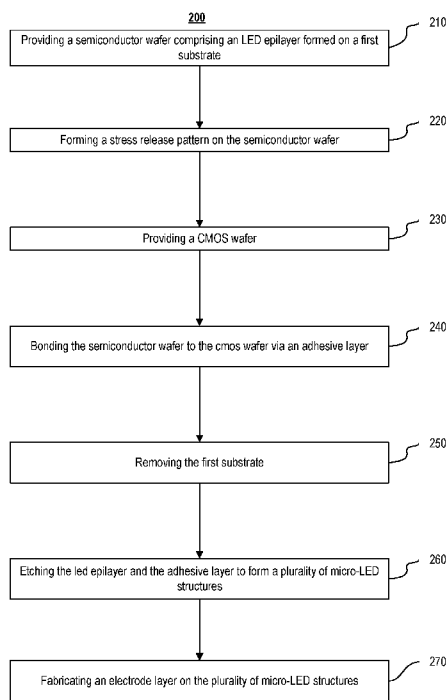 200
210
Providing a semiconductor wafer comprising an LED epilayer formed on a first
substrate
220
Forming a stress release pattern on the semiconductor wafer
230
Providing a CMOS wafer
240
Bonding the semiconductor wafer to the cmos wafer via an adhesive layer
250
Removing the first substrate
260
Etching the led epilayer and the adhesive layer to form a plurality of micro-LED
structures
270
Fabricating an electrode layer on the plurality of micro-LED structures